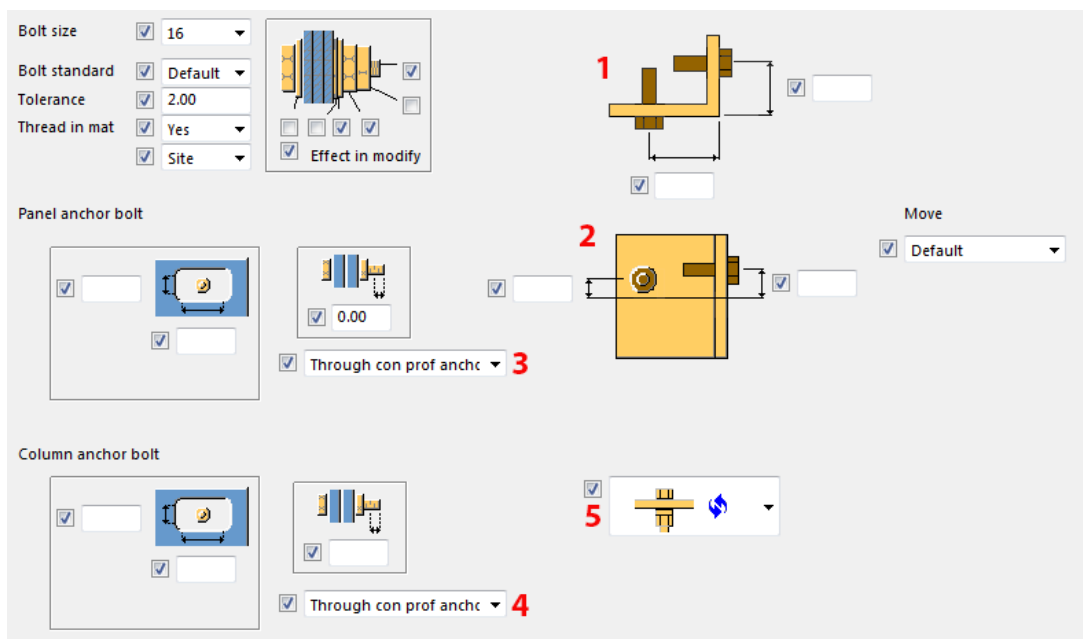 Bolt size 16
Bolt standard Default
Tolerance 2.00
Thread in mat Yes
Site
Effect in modify
1
Panel anchor bolt
Move
2
Default
0.00
Through con prof anchc 3
Column anchor bolt
5
Through con prof anchc 4